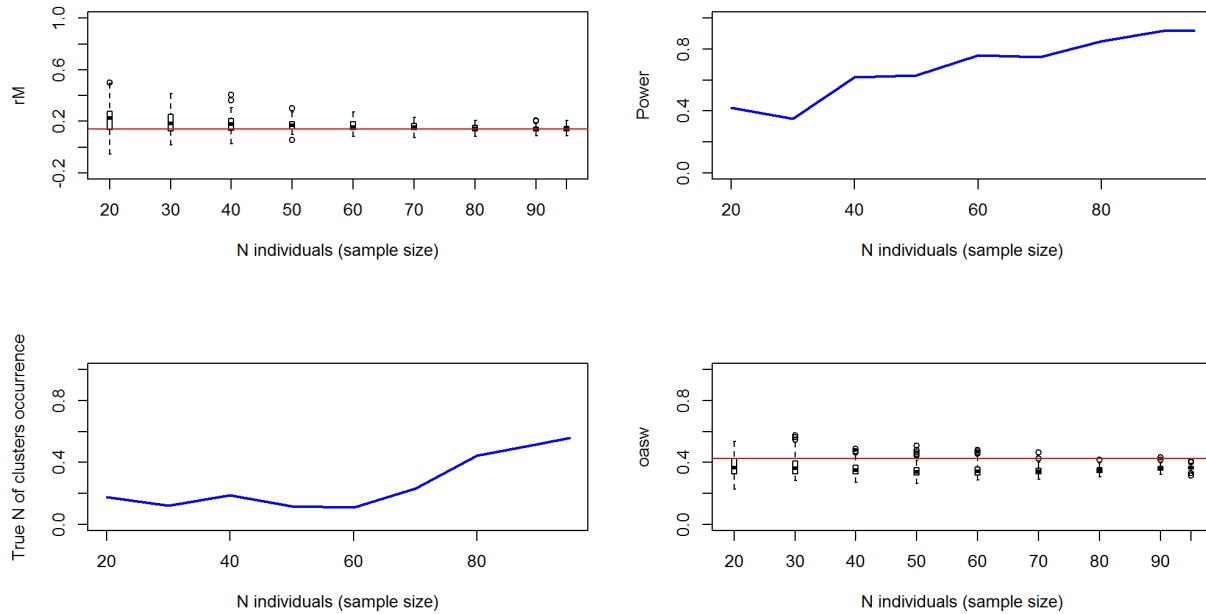 rM
1.0
0.6
0.2
-0.2
20 30 40 50 60 70 80 90
N individuals (sample size)
Power
0.8
0.4
0.0
20 40 60 80
N individuals (sample size)
True N of clusters occurrence
0.8
0.4
0.0
20 40 60 80
N individuals (sample size)
oasw
0.8
0.4
0.0
20 30 40 50 60 70 80 90
N individuals (sample size)